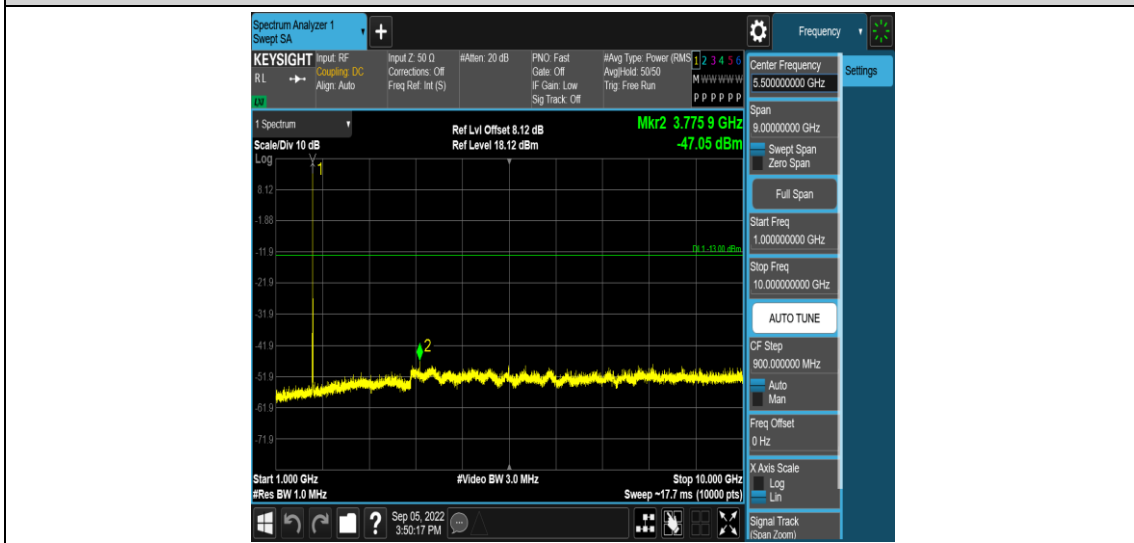 Spectrum Analyzer 1
Swept SA
+
Frequency
KEYSIGHT
RL
LXI
Input: RF
Coupling: DC
Align: Auto
Input Z: 50 Ω
Corrections: Off
Freq Ref: Int (S)
#Atten: 20 dB
PNO: Fast
Gate: Off
IF Gain: Low
Sig Track: Off
#Avg Type: Power (RMS
Avg|Hold: 50/50
Trig: Free Run
1 2 3 4 5 6
M W W W W W
P P P P P P
Center Frequency
5.500000000 GHz
Settings
1 Spectrum
Scale/Div 10 dB
Ref Lvl Offset 8.12 dB
Ref Level 18.12 dBm
Mkr2 3.775 9 GHz
-47.05 dBm
Span
9.00000000 GHz
Swept Span
Zero Span
Full Span
Start Freq
1.000000000 GHz
Stop Freq
10.000000000 GHz
AUTO TUNE
CF Step
900.000000 MHz
Auto
Man
Freq Offset
0 Hz
X Axis Scale
Log
Lin
Signal Track
(Span Zoom)
Log
1
8.12
-1.88
-11.9
DL1 -13.00 dBm
-21.9
-31.9
-41.9
2
-51.9
-61.9
-71.9
Start 1.000 GHz
#Res BW 1.0 MHz
#Video BW 3.0 MHz
Stop 10.000 GHz
Sweep ~17.7 ms (10000 pts)
?
Sep 05, 2022
3:50:17 PM